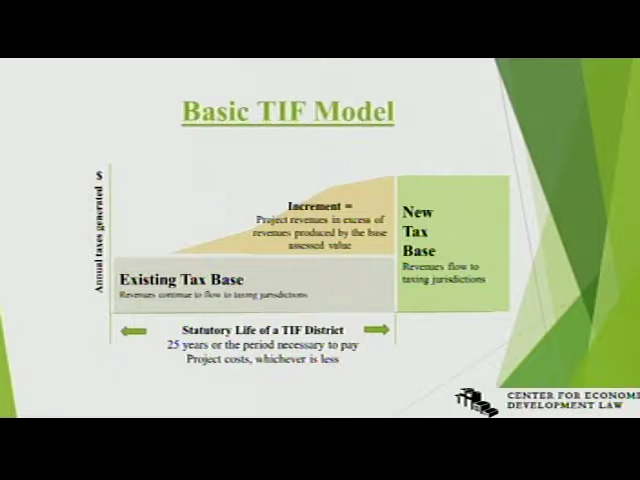 Basic TIF Model
Annual taxes generated $
Increment =
Project revenues in excess of
revenues produced by the base
assessed value
New
Tax
Base
Revenues flow to
taxing jurisdictions
Existing Tax Base
Revenues continue to flow to taxing jurisdictions
Statutory Life of a TIF District
25 years or the period necessary to pay
Project costs, whichever is less
CENTER FOR ECONOMI
DEVELOPMENT LAW